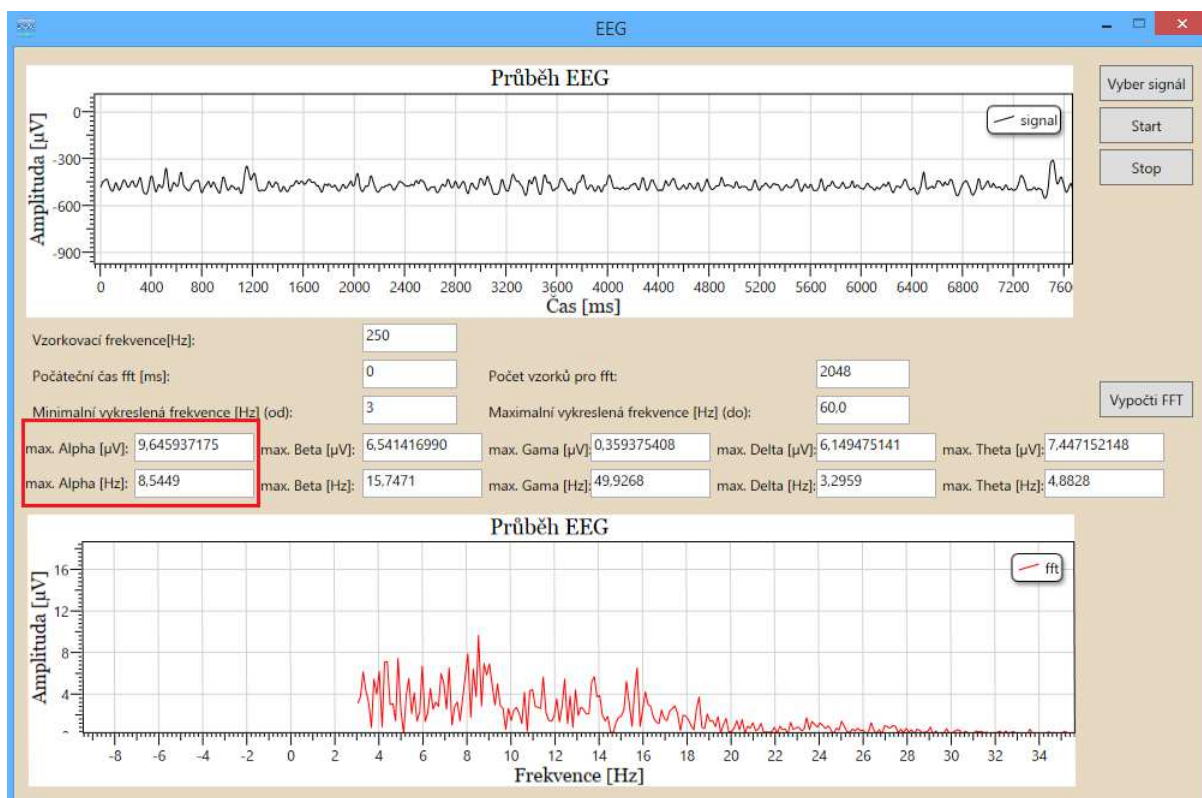 EEG
Průběh EEG
Vyber signál
Start
Stop
signal
Amplituda [µV]
0
-300
-600
-900
0 400 800 1200 1600 2000 2400 2800 3200 3600 4000 4400 4800 5200 5600 6000 6400 6800 7200 760
Čas [ms]
Vzorkovací frekvence[Hz]: 250
Počáteční čas fft [ms]: 0 Počet vzorků pro fft: 2048
Minimalní vykreslená frekvence [Hz] (od): 3 Maximalní vykreslená frekvence [Hz] (do): 60,0 Vypočti FFT
max. Alpha [µV]: 9,645937175 max. Beta [µV]: 6,541416990 max. Gama [µV]: 0,359375408 max. Delta [µV]: 6,149475141 max. Theta [µV]: 7,447152148
max. Alpha [Hz]: 8,5449 max. Beta [Hz]: 15,7471 max. Gama [Hz]: 49,9268 max. Delta [Hz]: 3,2959 max. Theta [Hz]: 4,8828
Průběh EEG
fft
Amplituda [µV]
16
12
8
4
-8 -6 -4 -2 0 2 4 6 8 10 12 14 16 18 20 22 24 26 28 30 32 34
Frekvence [Hz]